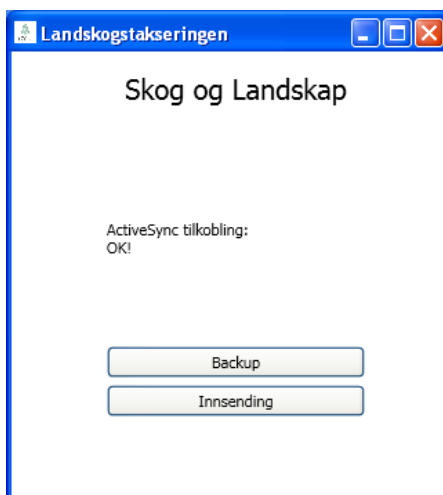 Landskogstakseringen
Skog og Landskap
ActiveSync tilkobling:
OK!
Backup
Innsending